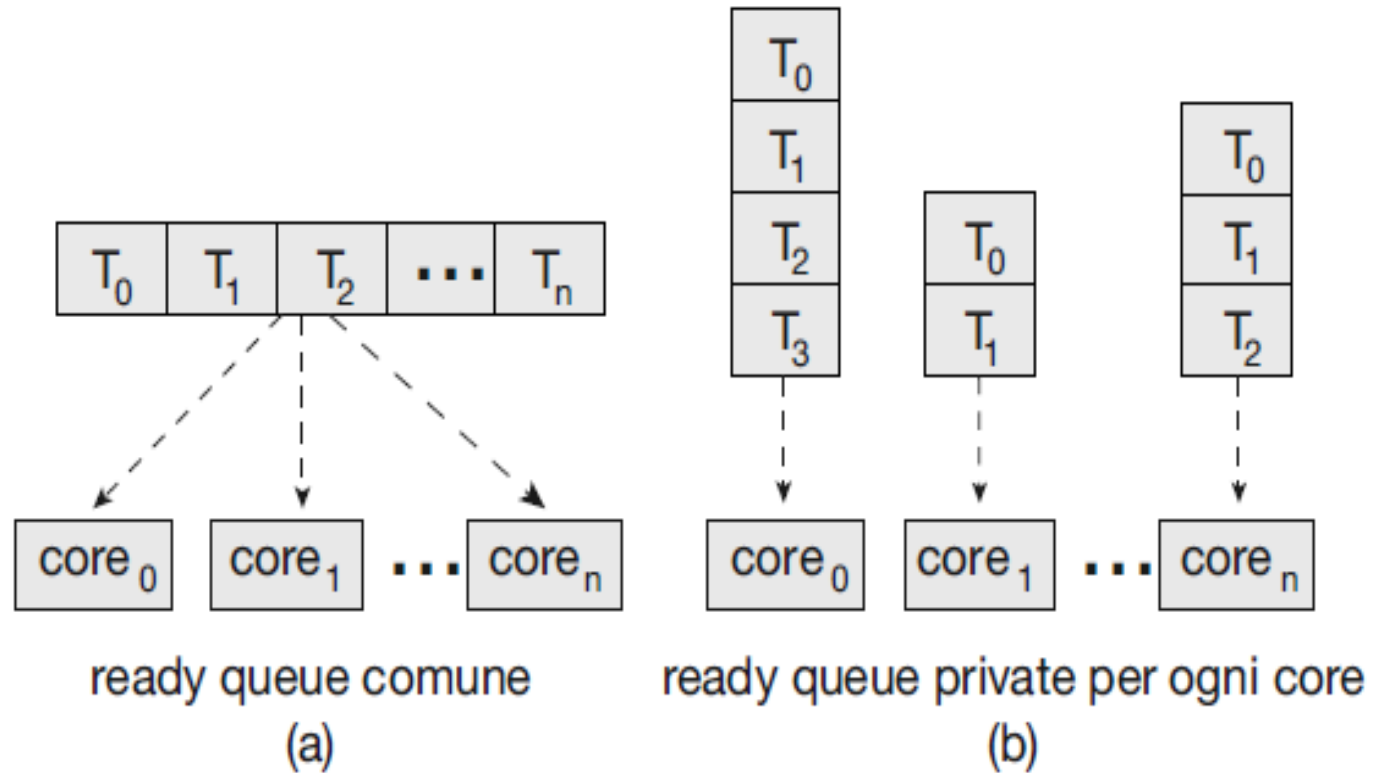 T0 T1 T2 ... Tn
core0 core1 ... coren
ready queue comune
(a)
T0
T1
T2
T3
T0
T1
T0
T1
T2
core0 core1 ... coren
ready queue private per ogni core
(b)